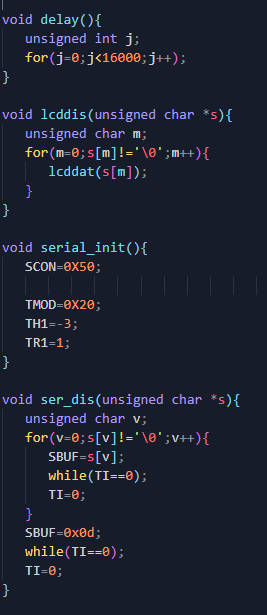 void delay(){
unsigned int j;
for(j=0;j<16000;j++);
}
void lcddis(unsigned char *s){
unsigned char m;
for(m=0;s[m]!='\0';m++){
lcddat(s[m]);
}
}
void serial_init(){
SCON=0X50;
TMOD=0X20;
TH1=-3;
TR1=1;
}
void ser_dis(unsigned char *s){
unsigned char v;
for(v=0;s[v]!='\0';v++){
SBUF=s[v];
while(TI==0);
TI=0;
}
SBUF=0x0d;
while(TI==0);
TI=0;
}